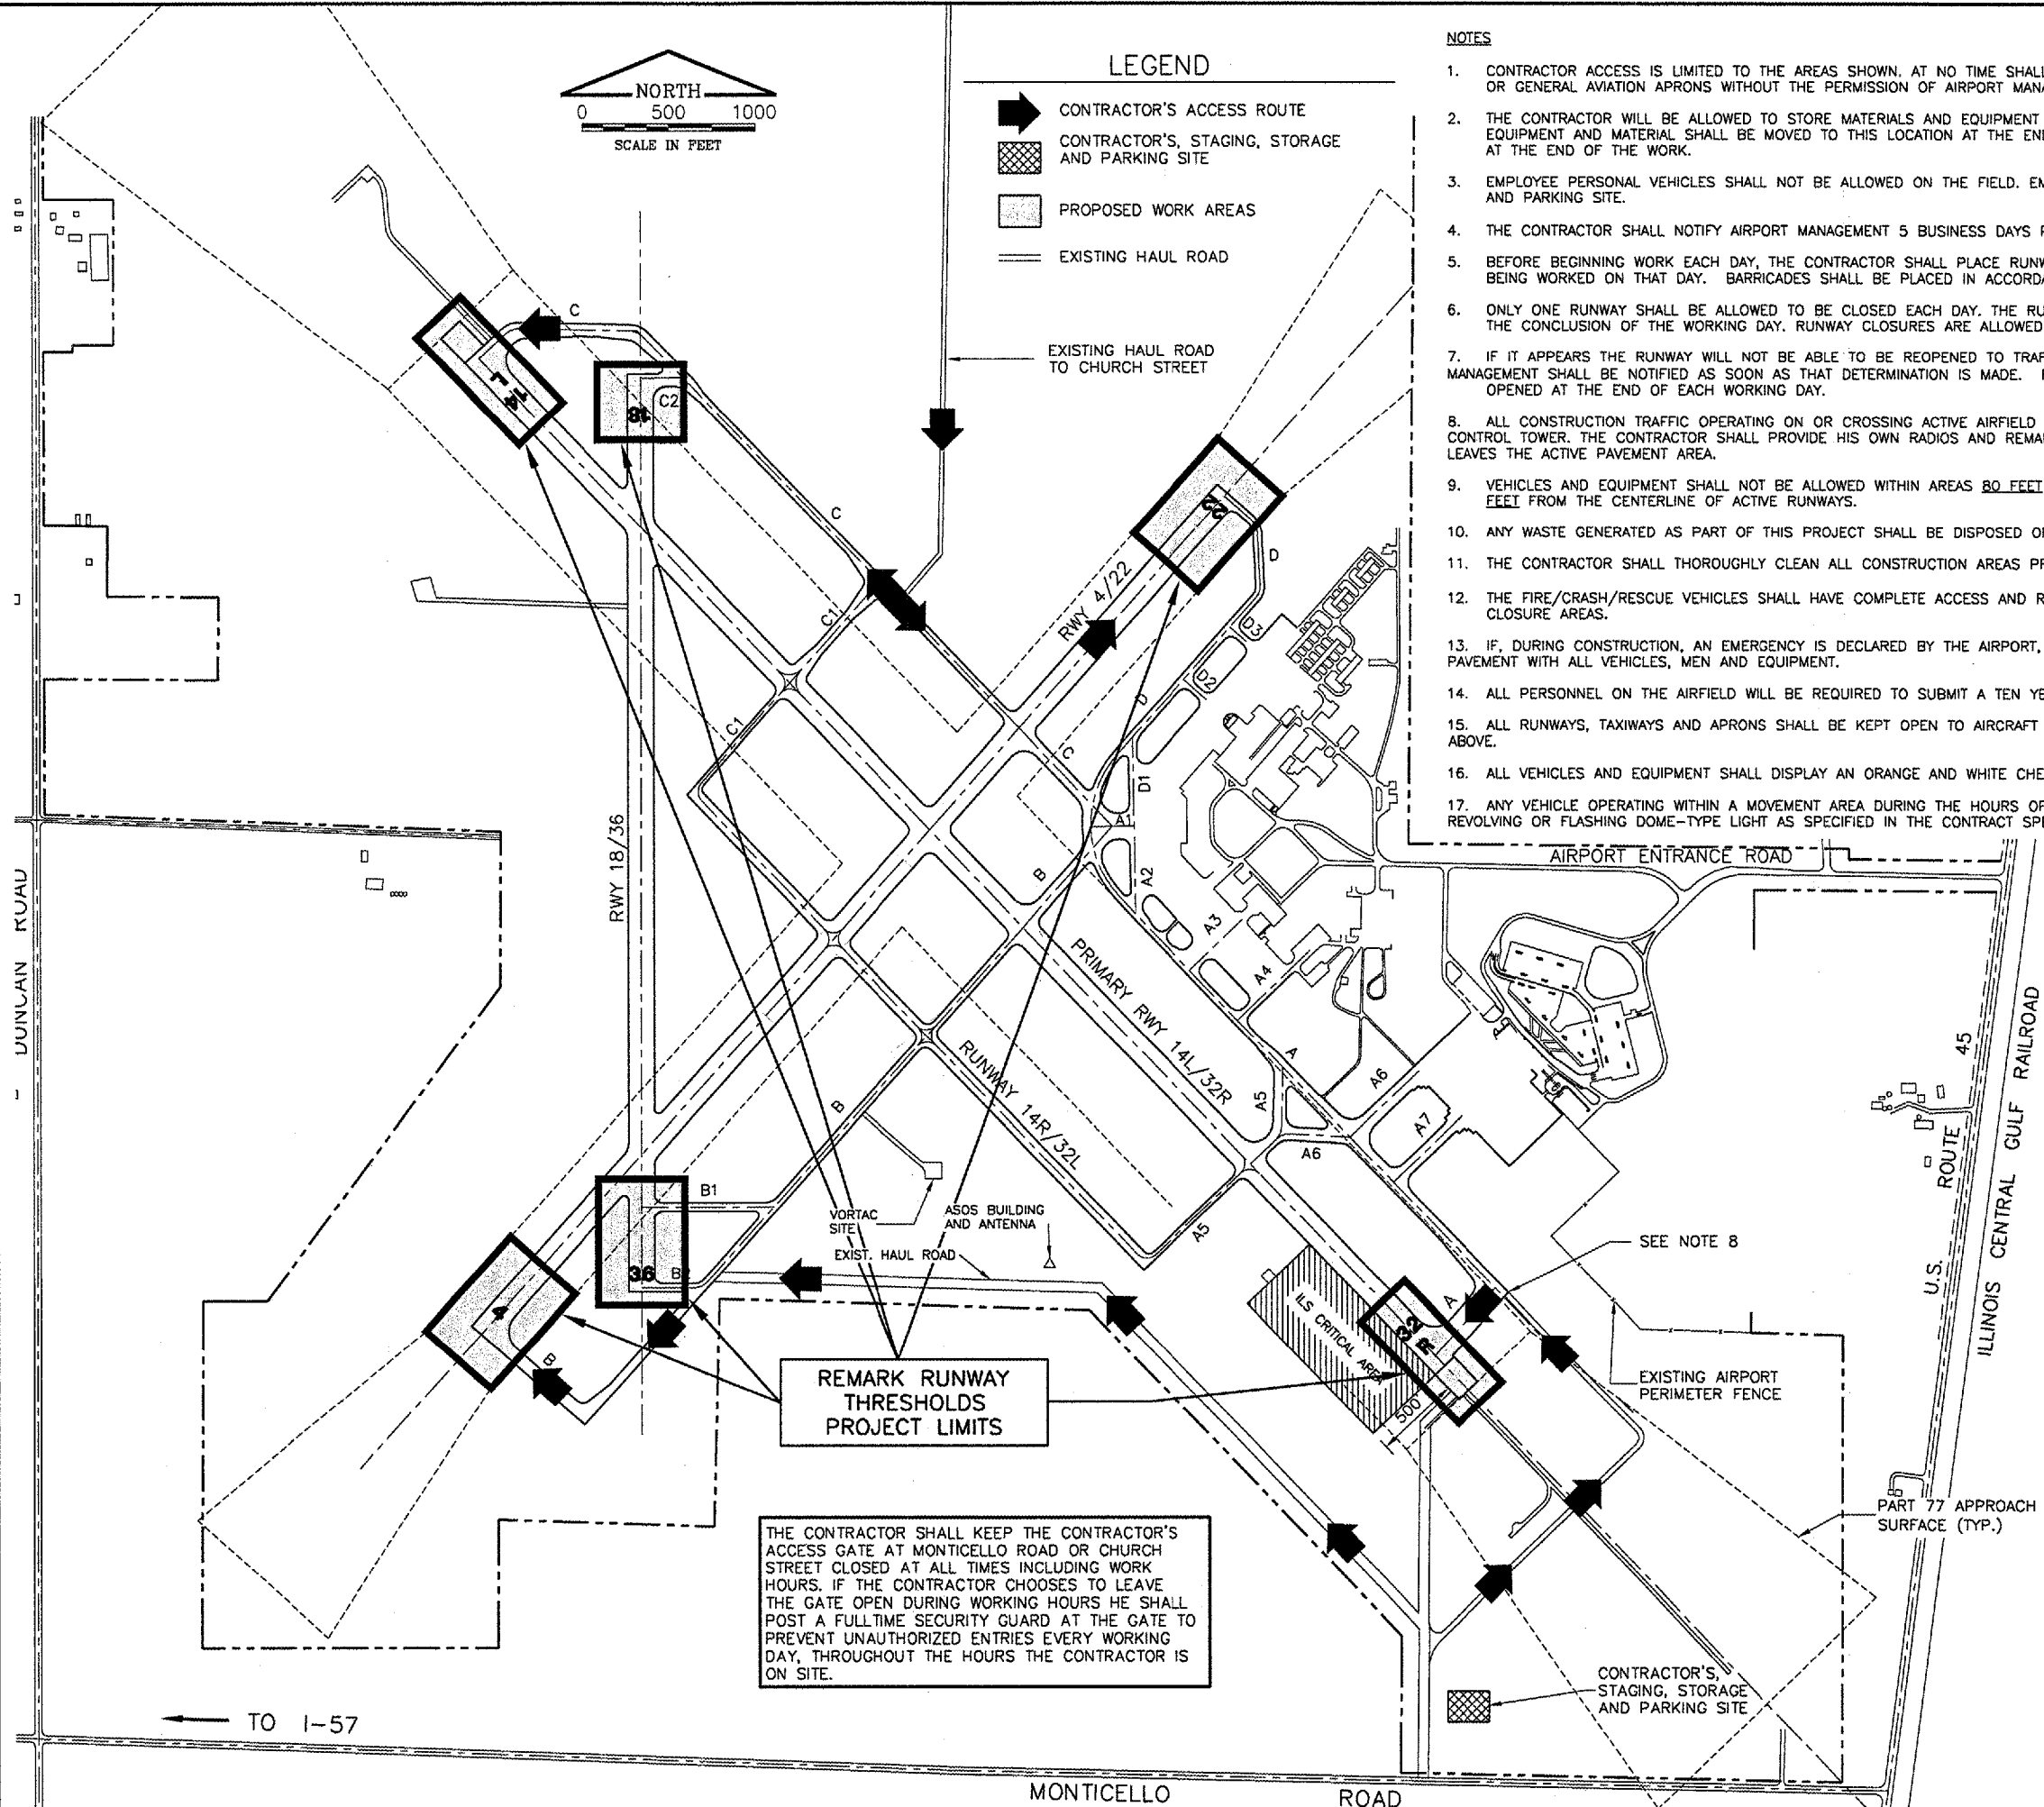 NORTH
0 500 1000
SCALE IN FEET
LEGEND
CONTRACTOR'S ACCESS ROUTE
CONTRACTOR'S, STAGING, STORAGE
AND PARKING SITE
PROPOSED WORK AREAS
EXISTING HAUL ROAD
NOTES
1. CONTRACTOR ACCESS IS LIMITED TO THE AREAS SHOWN. AT NO TIME SHALL
OR GENERAL AVIATION APRONS WITHOUT THE PERMISSION OF AIRPORT
2. THE CONTRACTOR WILL BE ALLOWED TO STORE MATERIALS AND EQUIPMENT
EQUIPMENT AND MATERIAL SHALL BE MOVED TO THIS LOCATION AT THE
AT THE END OF THE WORK.
3. EMPLOYEE PERSONAL VEHICLES SHALL NOT BE ALLOWED ON THE FIELD.
AND PARKING SITE.
4. THE CONTRACTOR SHALL NOTIFY AIRPORT MANAGEMENT 5 BUSINESS DAYS
5. BEFORE BEGINNING WORK EACH DAY, THE CONTRACTOR SHALL PLACE
BEING WORKED ON THAT DAY. BARRICADES SHALL BE PLACED IN
6. ONLY ONE RUNWAY SHALL BE ALLOWED TO BE CLOSED EACH DAY. THE
THE CONCLUSION OF THE WORKING DAY. RUNWAY CLOSURES ARE ALLOWED
7. IF IT APPEARS THE RUNWAY WILL NOT BE ABLE TO BE REOPENED TO
MANAGEMENT SHALL BE NOTIFIED AS SOON AS THAT DETERMINATION IS MADE.
OPENED AT THE END OF EACH WORKING DAY.
8. ALL CONSTRUCTION TRAFFIC OPERATING ON OR CROSSING ACTIVE AIRFIELD
CONTROL TOWER. THE CONTRACTOR SHALL PROVIDE HIS OWN RADIOS AND
LEAVES THE ACTIVE PAVEMENT AREA.
9. VEHICLES AND EQUIPMENT SHALL NOT BE ALLOWED WITHIN AREAS 80 FEET
FEET FROM THE CENTERLINE OF ACTIVE RUNWAYS.
10. ANY WASTE GENERATED AS PART OF THIS PROJECT SHALL BE DISPOSED
11. THE CONTRACTOR SHALL THOROUGHLY CLEAN ALL CONSTRUCTION AREAS
12. THE FIRE/CRASH/RESCUE VEHICLES SHALL HAVE COMPLETE ACCESS AND
CLOSURE AREAS.
13. IF, DURING CONSTRUCTION, AN EMERGENCY IS DECLARED BY THE AIRPORT,
PAVEMENT WITH ALL VEHICLES, MEN AND EQUIPMENT.
14. ALL PERSONNEL ON THE AIRFIELD WILL BE REQUIRED TO SUBMIT A TEN
15. ALL RUNWAYS, TAXIWAYS AND APRONS SHALL BE KEPT OPEN TO AIRCRAFT
ABOVE.
16. ALL VEHICLES AND EQUIPMENT SHALL DISPLAY AN ORANGE AND WHITE
17. ANY VEHICLE OPERATING WITHIN A MOVEMENT AREA DURING THE HOURS OF
REVOLVING OR FLASHING DOME-TYPE LIGHT AS SPECIFIED IN THE CONTRACT
EXISTING HAUL ROAD
TO CHURCH STREET
C
14
L
18
C2
C
22
D
RWY 4/22
C1
D3
D2
D
C1
C
D1
A1
A2
B
A3
A4
AIRPORT ENTRANCE ROAD
RWY 18/36
DUNCAN ROAD
PRIMARY RWY 14L/32R
RUNWAY 14R/32L
A
A5
A6
A7
A6
B
B1
A5
VORTAC
SITE
ASOS BUILDING
AND ANTENNA
EXIST. HAUL ROAD
36
4
B
ILS CRITICAL AREA
32
R
A
500'
SEE NOTE 8
EXISTING AIRPORT
PERIMETER FENCE
U.S. ROUTE 45
ILLINOIS CENTRAL GULF RAILROAD
REMARK RUNWAY
THRESHOLDS
PROJECT LIMITS
PART 77 APPROACH
SURFACE (TYP.)
THE CONTRACTOR SHALL KEEP THE CONTRACTOR'S
ACCESS GATE AT MONTICELLO ROAD OR CHURCH
STREET CLOSED AT ALL TIMES INCLUDING WORK
HOURS. IF THE CONTRACTOR CHOOSES TO LEAVE
THE GATE OPEN DURING WORKING HOURS HE SHALL
POST A FULLTIME SECURITY GUARD AT THE GATE TO
PREVENT UNAUTHORIZED ENTRIES EVERY WORKING
DAY, THROUGHOUT THE HOURS THE CONTRACTOR IS
ON SITE.
CONTRACTOR'S,
STAGING, STORAGE
AND PARKING SITE
TO I-57
MONTICELLO ROAD